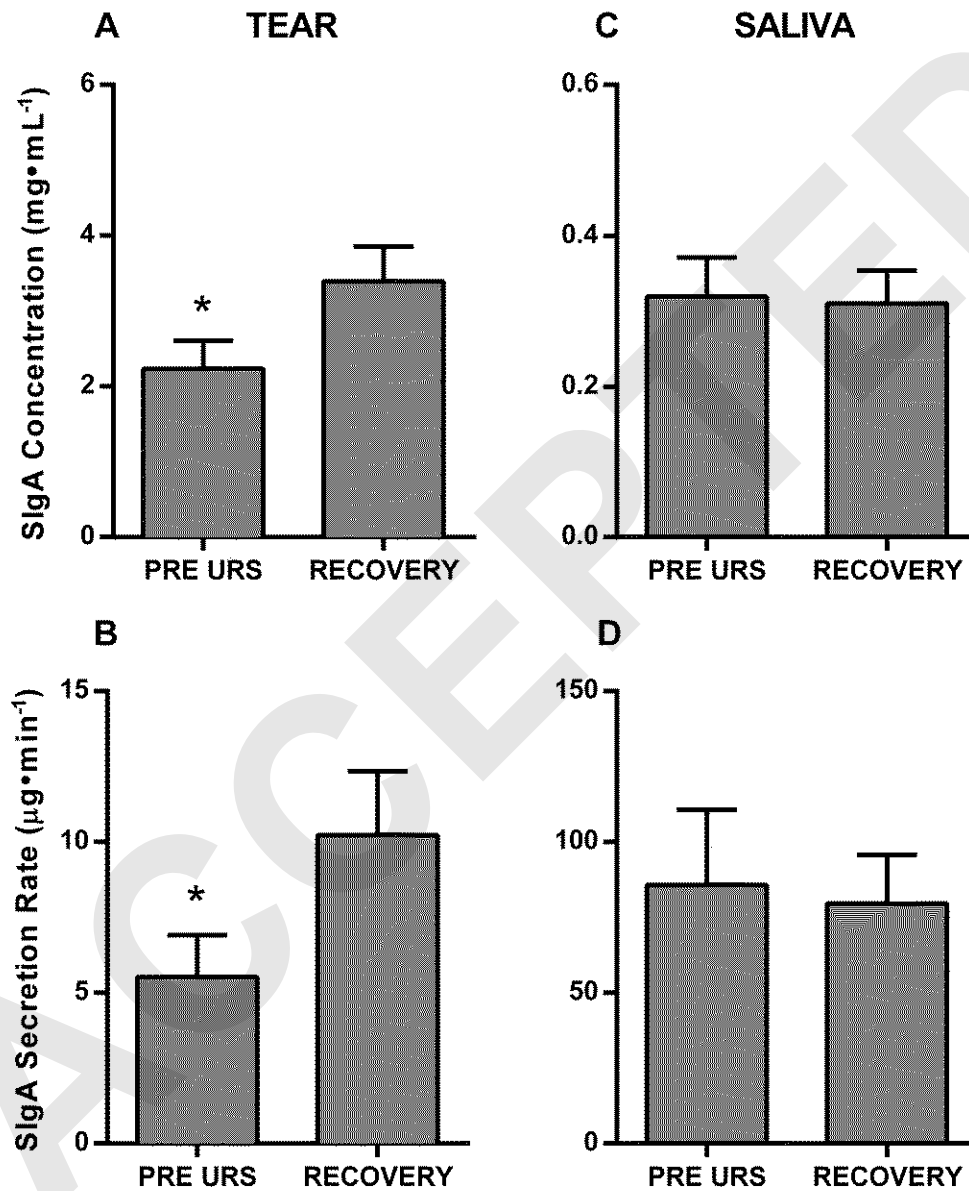 A TEAR
SIgA Concentration (mg•mL-1)
6
4
2
0
*
PRE URS RECOVERY
C SALIVA
0.6
0.4
0.2
0.0
PRE URS RECOVERY
B
SIgA Secretion Rate (µg•min-1)
15
10
5
0
*
PRE URS RECOVERY
D
150
100
50
0
PRE URS RECOVERY
ACCEPTED